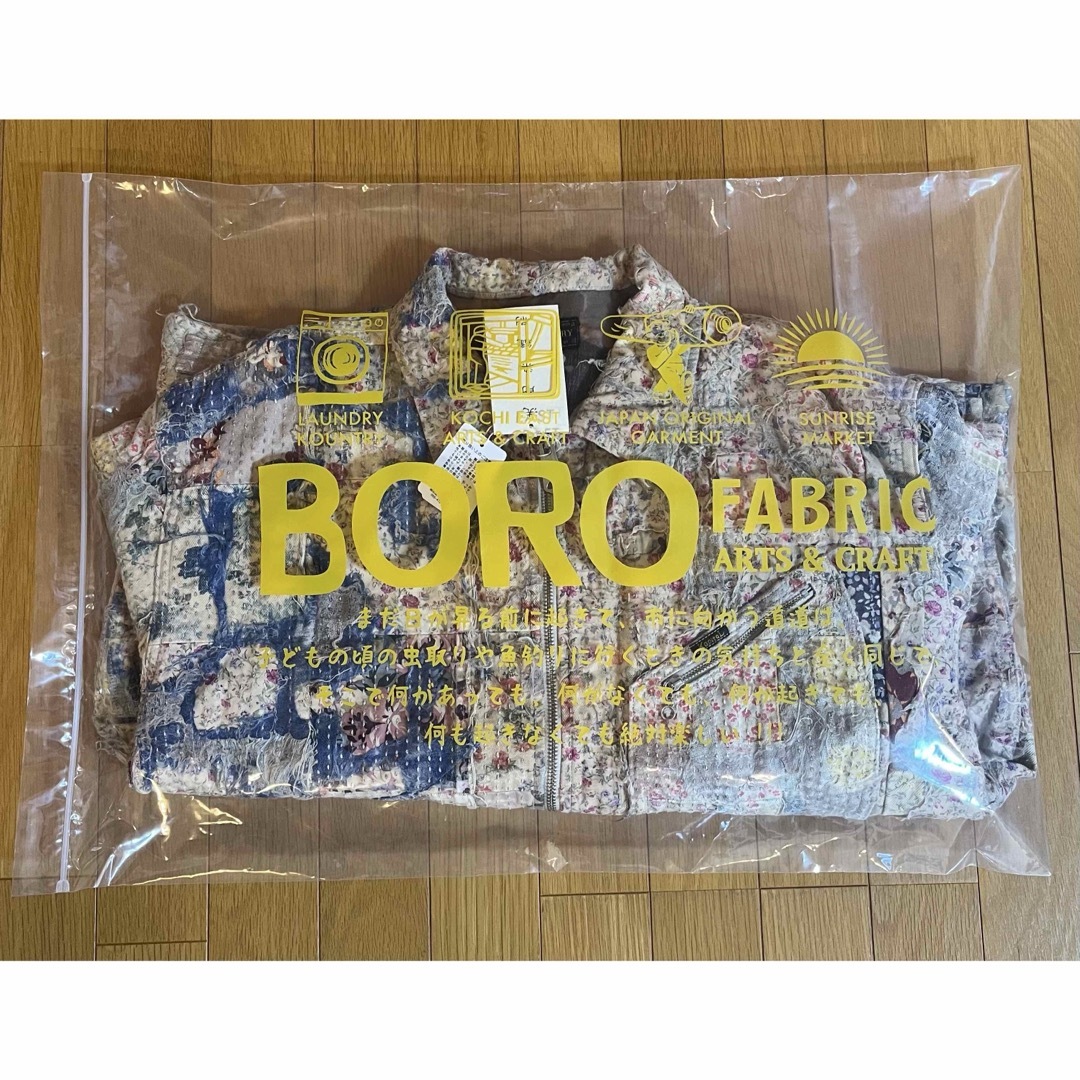 LAUNDRY
KOUNTRY
KOCHI EAST
ARTS & CRAFT
JAPAN ORIGINAL
GARMENT
SUNRISE
MARKET
BORO
FABRIC
ARTS & CRAFT
まだ日が昇る前に起きて、市に向かう道道は、
子どもの頃の虫取りや魚釣りに行くときの気持ちと全く同じで
そこで何があっても、何がなくても、何が起きても、
何も起きなくても絶対楽しい!!!